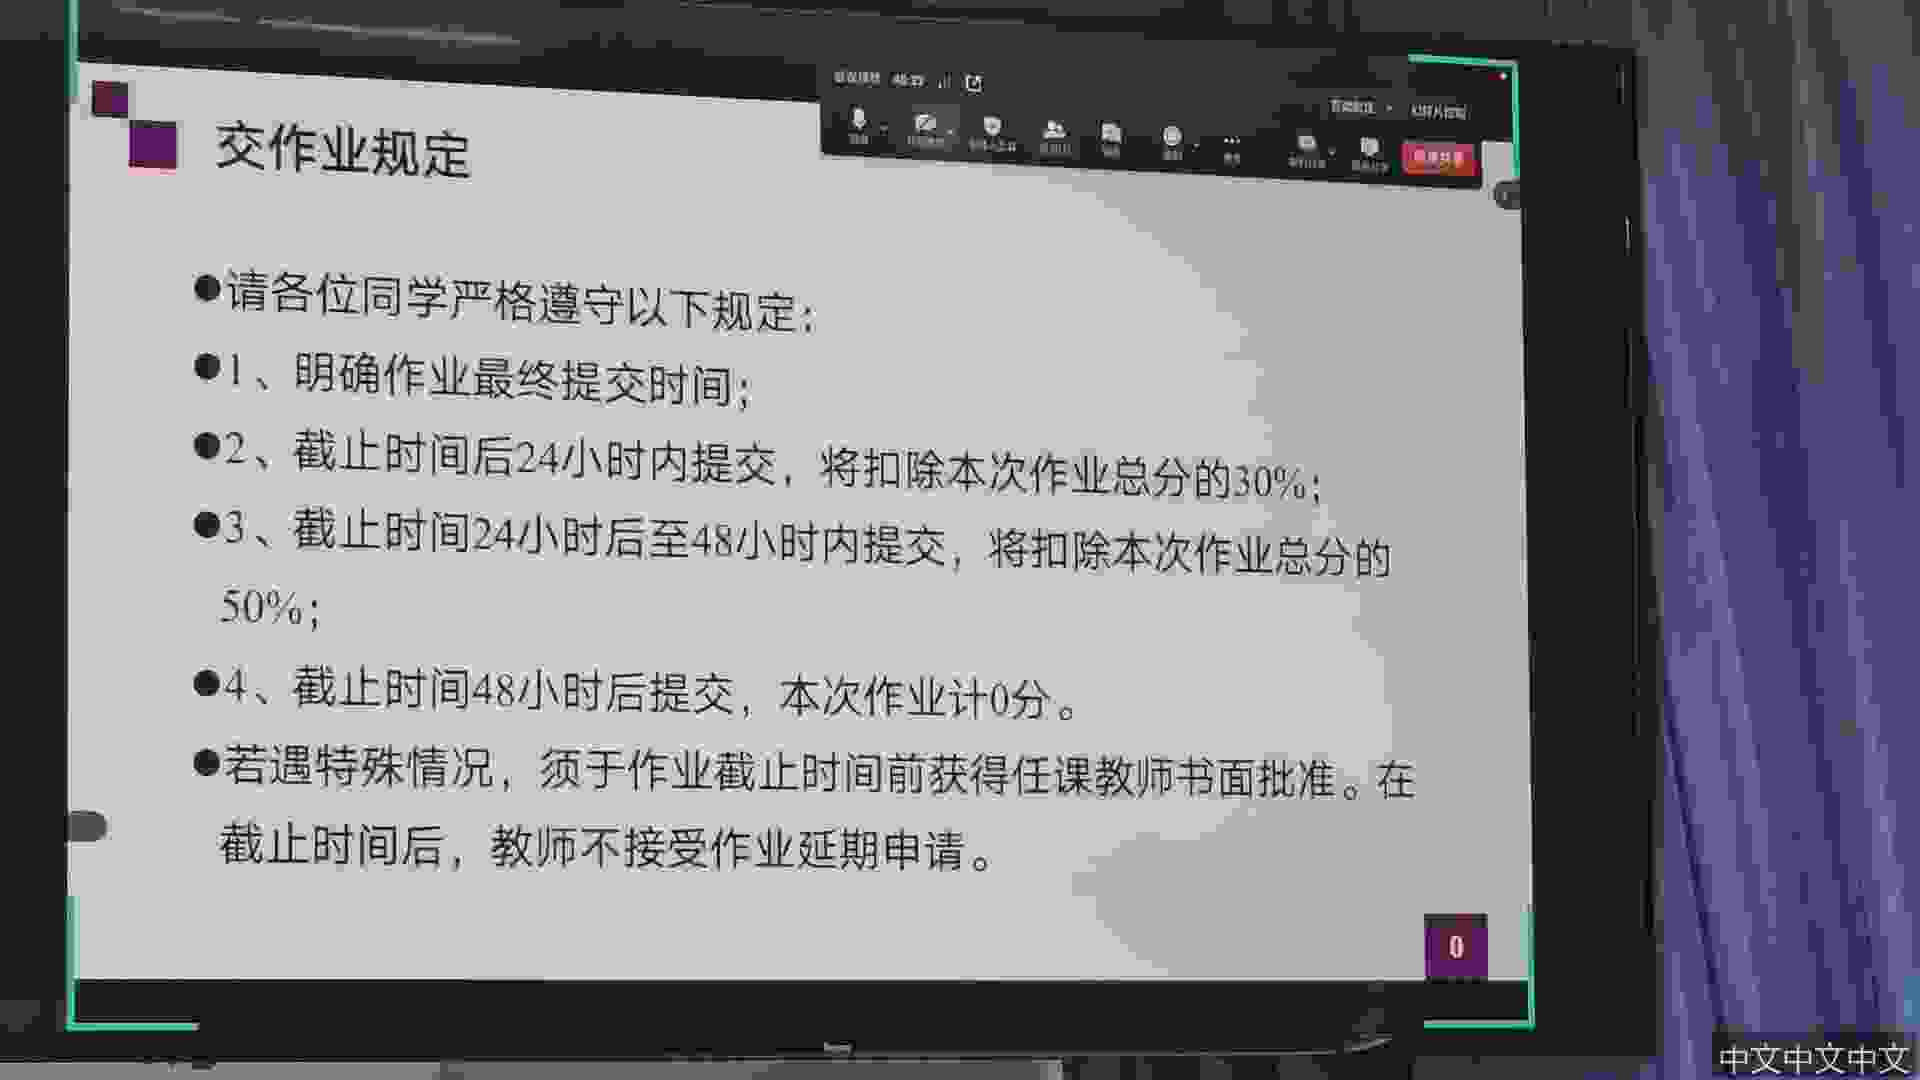 交作业规定
●请各位同学严格遵守以下规定：
●1、明确作业最终提交时间；
●2、截止时间后24小时内提交，将扣除本次作业总分的30%；
●3、截止时间24小时后至48小时内提交，将扣除本次作业总分的
50%；
●4、截止时间48小时后提交，本次作业计0分。
●若遇特殊情况，须于作业截止时间前获得任课教师书面批准。在
截止时间后，教师不接受作业延期申请。
0
中文中文中文